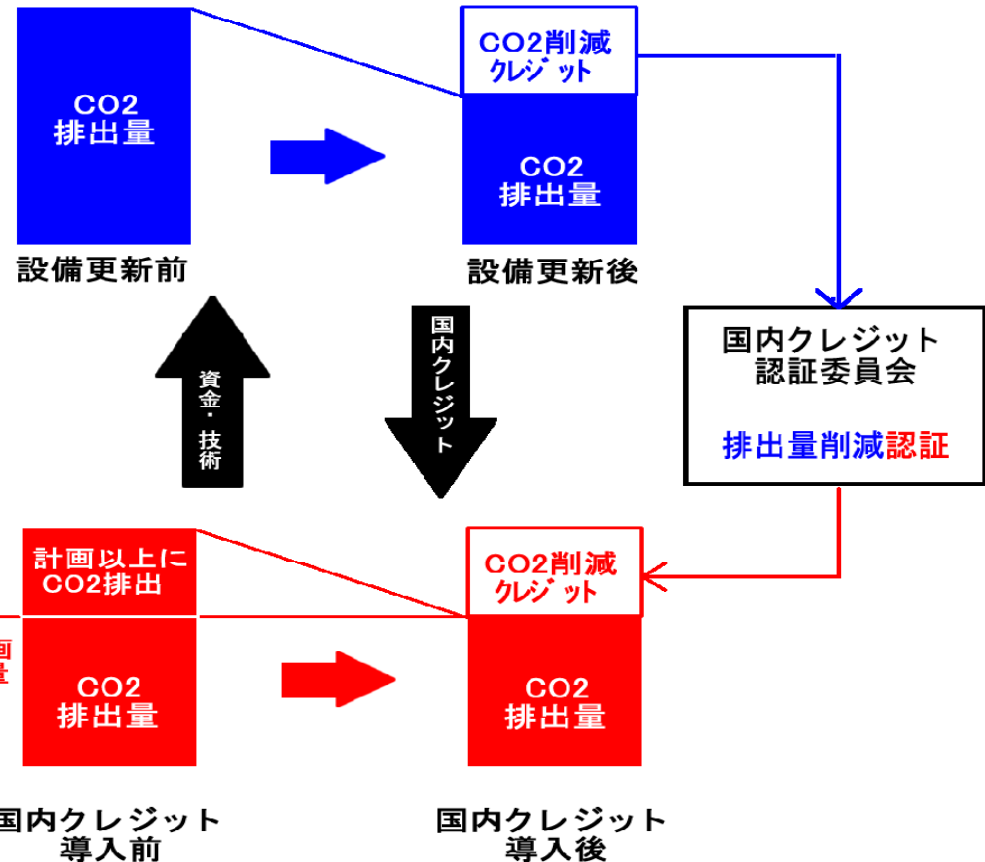 CO2
排出量
CO2削減
クレジット
CO2
排出量
設備更新前
設備更新後
資金・技術
国内クレジット
国内クレジット
認証委員会
排出量削減認証
計画以上に
CO2排出
CO2削減
クレジット
画
量
CO2
排出量
CO2
排出量
国内クレジット
導入前
国内クレジット
導入後